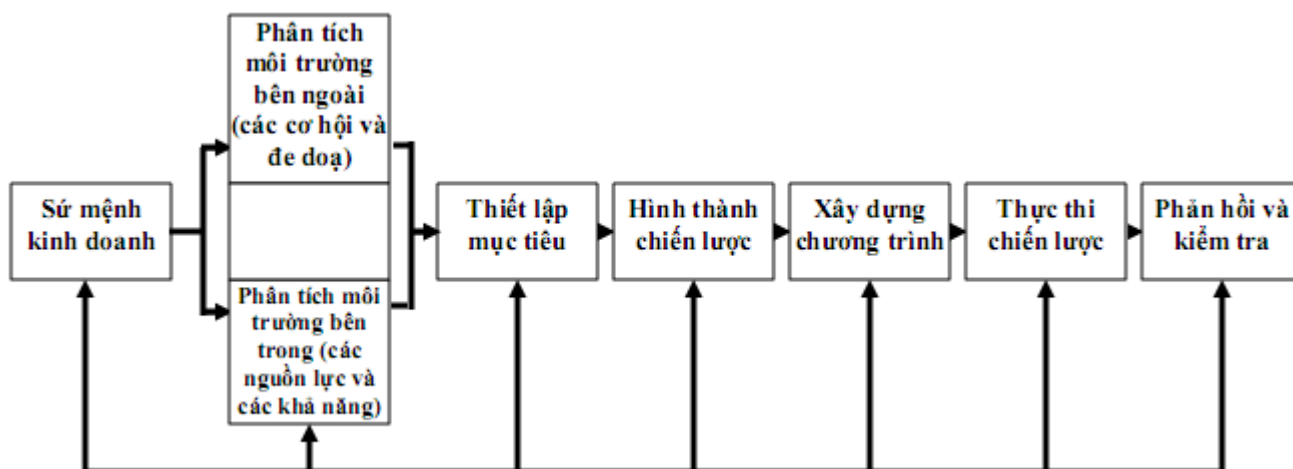 Phân tích
môi trường
bên ngoài
(các cơ hội và
đe doạ)
Sứ mệnh
kinh doanh
Thiết lập
mục tiêu
Hình thành
chiến lược
Xây dựng
chương trình
Thực thi
chiến lược
Phản hồi và
kiểm tra
Phân tích môi
trường bên
trong (các
nguồn lực và
các khả năng)